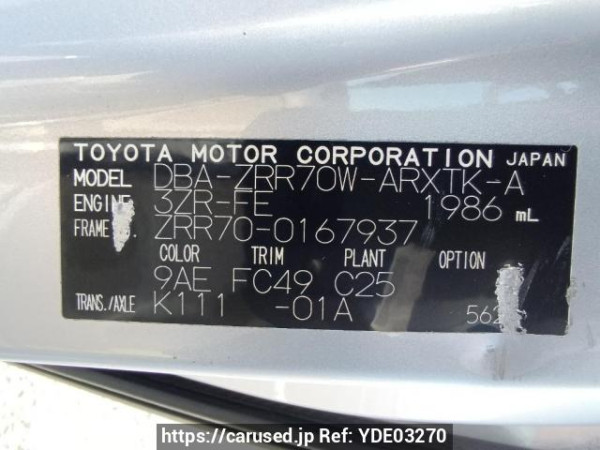 TOYOTA MOTOR CORPORATION JAPAN
MODEL DBA-ZRR70W-ARXTK-A
ENGINE 3ZR-FE 1986 mL
FRAME ZRR70-0167937
COLOR TRIM PLANT OPTION
9AE FC49 C25
TRANS./AXLE K111 -01A 562
https://carused.jp Ref: YDE03270